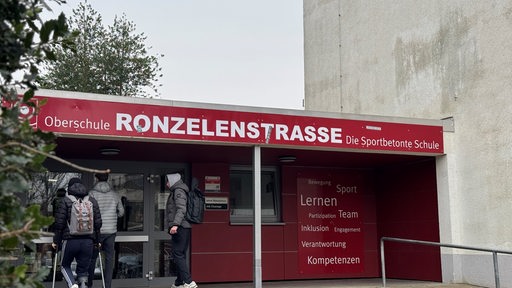 Oberschule RONZELENSTRASSE Die Sportbetonte Schule
Bewegung
Sport
Lernen
Partizipation Team
Inklusion Engagement
Verantwortung
Kompetenzen